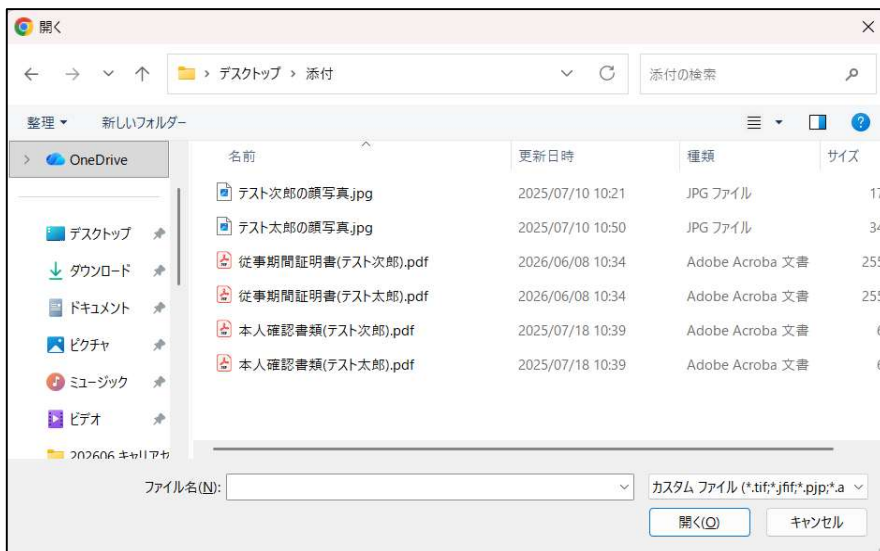 開く
デスクトップ > 添付
添付の検索
整理 新しいフォルダー
OneDrive
デスクトップ
ダウンロード
ドキュメント
ピクチャ
ミュージック
ビデオ
名前 更新日時 種類 サイズ
テスト次郎の顔写真.jpg 2025/07/10 10:21 JPG ファイル 17
テスト太郎の顔写真.jpg 2025/07/10 10:50 JPG ファイル 34
従事期間証明書(テスト次郎).pdf 2026/06/08 10:34 Adobe Acroba 文書 255
従事期間証明書(テスト太郎).pdf 2026/06/08 10:34 Adobe Acroba 文書 255
本人確認書類(テスト次郎).pdf 2025/07/18 10:39 Adobe Acroba 文書
本人確認書類(テスト太郎).pdf 2025/07/18 10:39 Adobe Acroba 文書
ファイル名(N):
カスタム ファイル (*.tif;*.jfif;*.pjp;*.a
開く(O) キャンセル